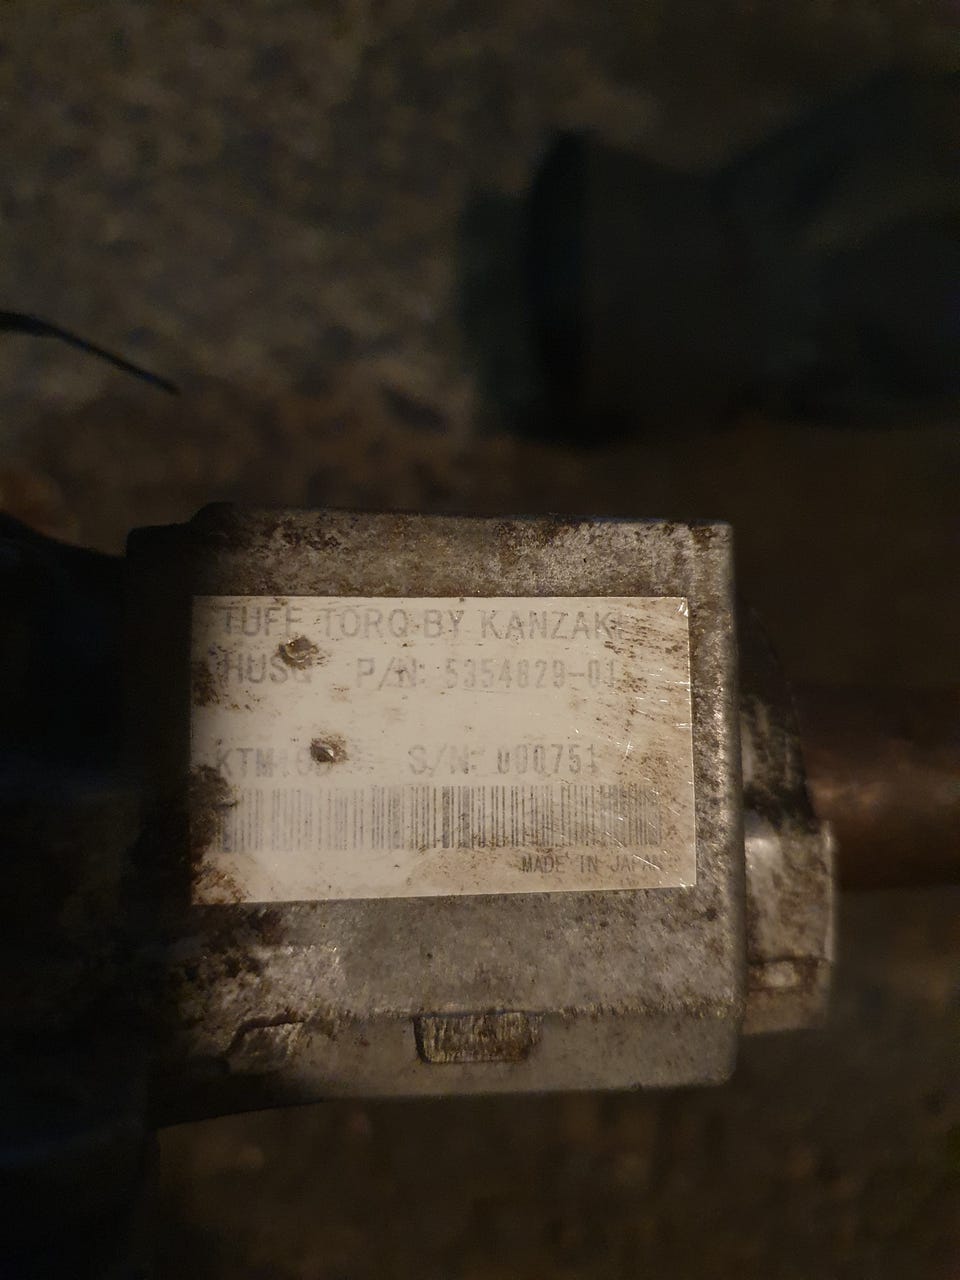 TUFF TORQ BY KANZAKI
HUSQ P/N: 5354829-01
S/N: 000751
MADE IN JAPAN